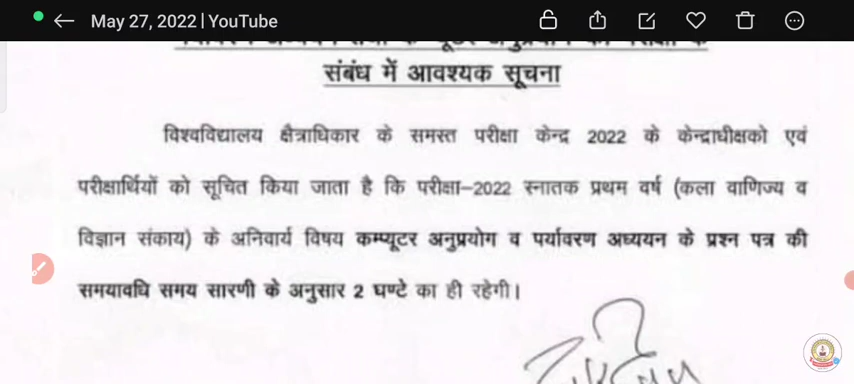 May 27, 2022 | YouTube
संबंध में आवश्यक सूचना
विश्वविद्यालय क्षैत्राधिकार के समस्त परीक्षा केन्द्र 2022 के केन्द्राधीक्षको एवं
परीक्षार्थियों को सूचित किया जाता है कि परीक्षा–2022 स्नातक प्रथम वर्ष (कला वाणिज्य व
विज्ञान संकाय) के अनिवार्य विषय कम्प्यूटर अनुप्रयोग व पर्यावरण अध्ययन के प्रश्न पत्र की
समयावधि समय सारणी के अनुसार 2 घण्टे का ही रहेगी।